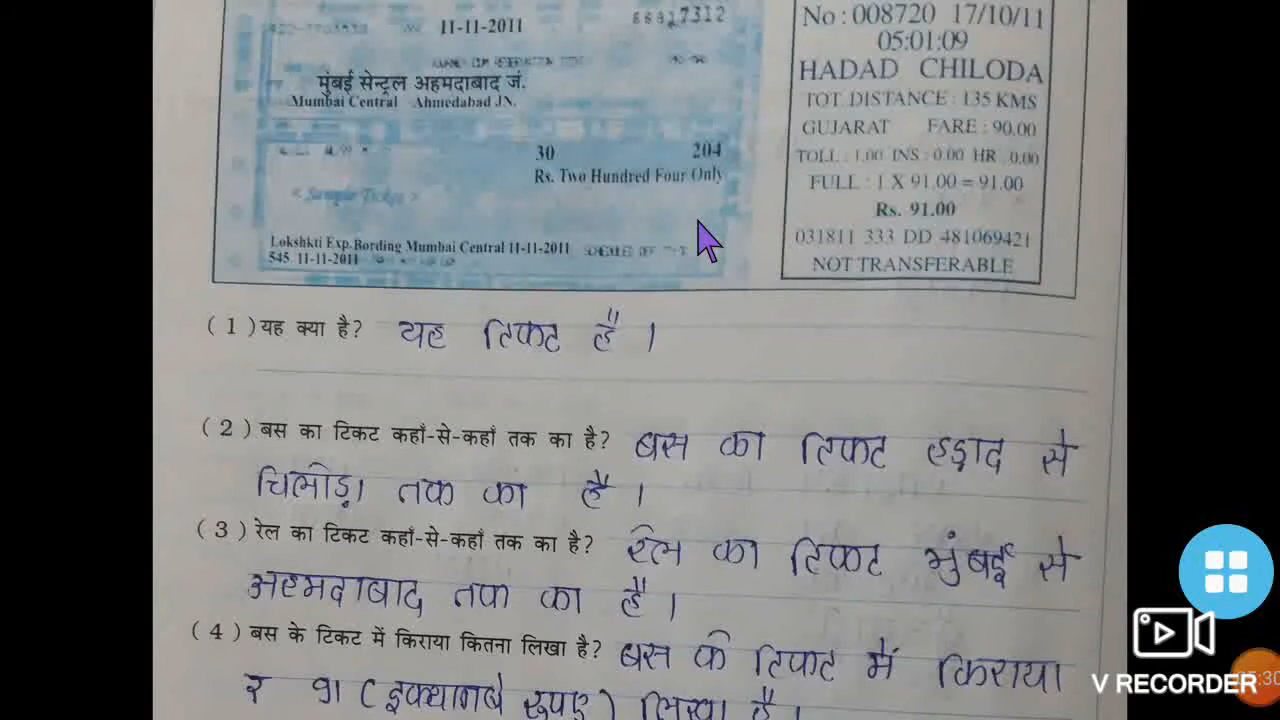 11-11-2011
68817312
मुंबई सेन्ट्रल अहमदाबाद जं.
Mumbai Central Ahmedabad JN.
30 204
Rs. Two Hundred Four Only
Lokshkti Exp.Bording Mumbai Central 11-11-2011
545 11-11-2011
No : 008720 17/10/11
05:01:09
HADAD CHILODA
TOT DISTANCE : 135 KMS
GUJARAT FARE : 90.00
TOLL : 1.00 INS : 0.00 HR : 0.00
FULL : 1 X 91.00 = 91.00
Rs. 91.00
031811 333 DD 481069421
NOT TRANSFERABLE
( 1 ) यह क्या है? यह टिकट है ।
( 2 ) बस का टिकट कहाँ-से-कहाँ तक का है? बस का टिकट हड़ाद से
चिलोड़ा तक का है ।
( 3 ) रेल का टिकट कहाँ-से-कहाँ तक का है? रेल का टिकट मुंबई से
अहमदाबाद तक का है ।
( 4 ) बस के टिकट में किराया कितना लिखा है? बस के टिकट में किराया
रु ९१ ( इक्यानबे रूपए ) लिखा है ।
V RECORDER